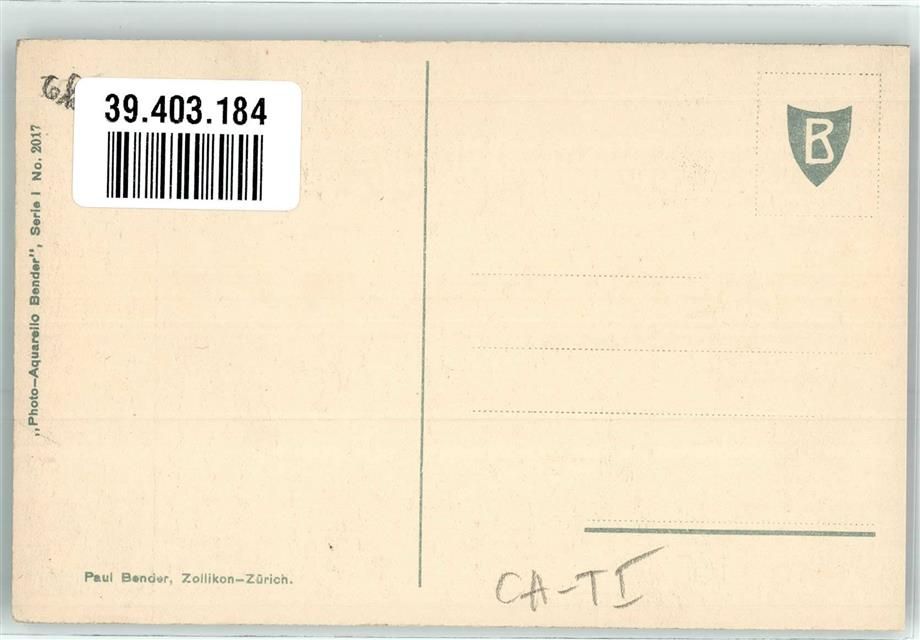 39.403.184
„Photo-Aquarello Bender", Serie I No. 2017
B
Paul Bender, Zollikon-Zürich.
CA-TI